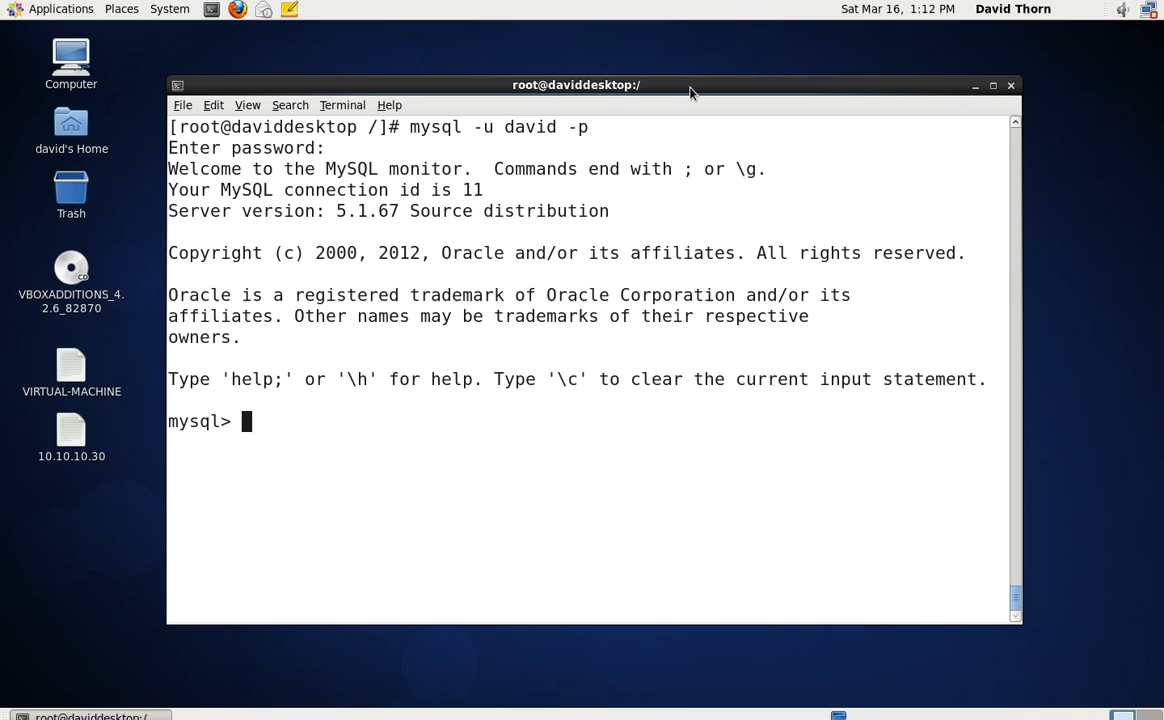 Applications Places System Sat Mar 16, 1:12 PM David Thorn
Computer
david's Home
Trash
VBOXADDITIONS_4.
2.6_82870
VIRTUAL-MACHINE
10.10.10.30
root@daviddesktop:/
File Edit View Search Terminal Help
[root@daviddesktop /]# mysql -u david -p
Enter password:
Welcome to the MySQL monitor.  Commands end with ; or \g.
Your MySQL connection id is 11
Server version: 5.1.67 Source distribution
Copyright (c) 2000, 2012, Oracle and/or its affiliates. All rights reserved.
Oracle is a registered trademark of Oracle Corporation and/or its
affiliates. Other names may be trademarks of their respective
owners.
Type 'help;' or '\h' for help. Type '\c' to clear the current input statement.
mysql>
root@daviddesktop:/